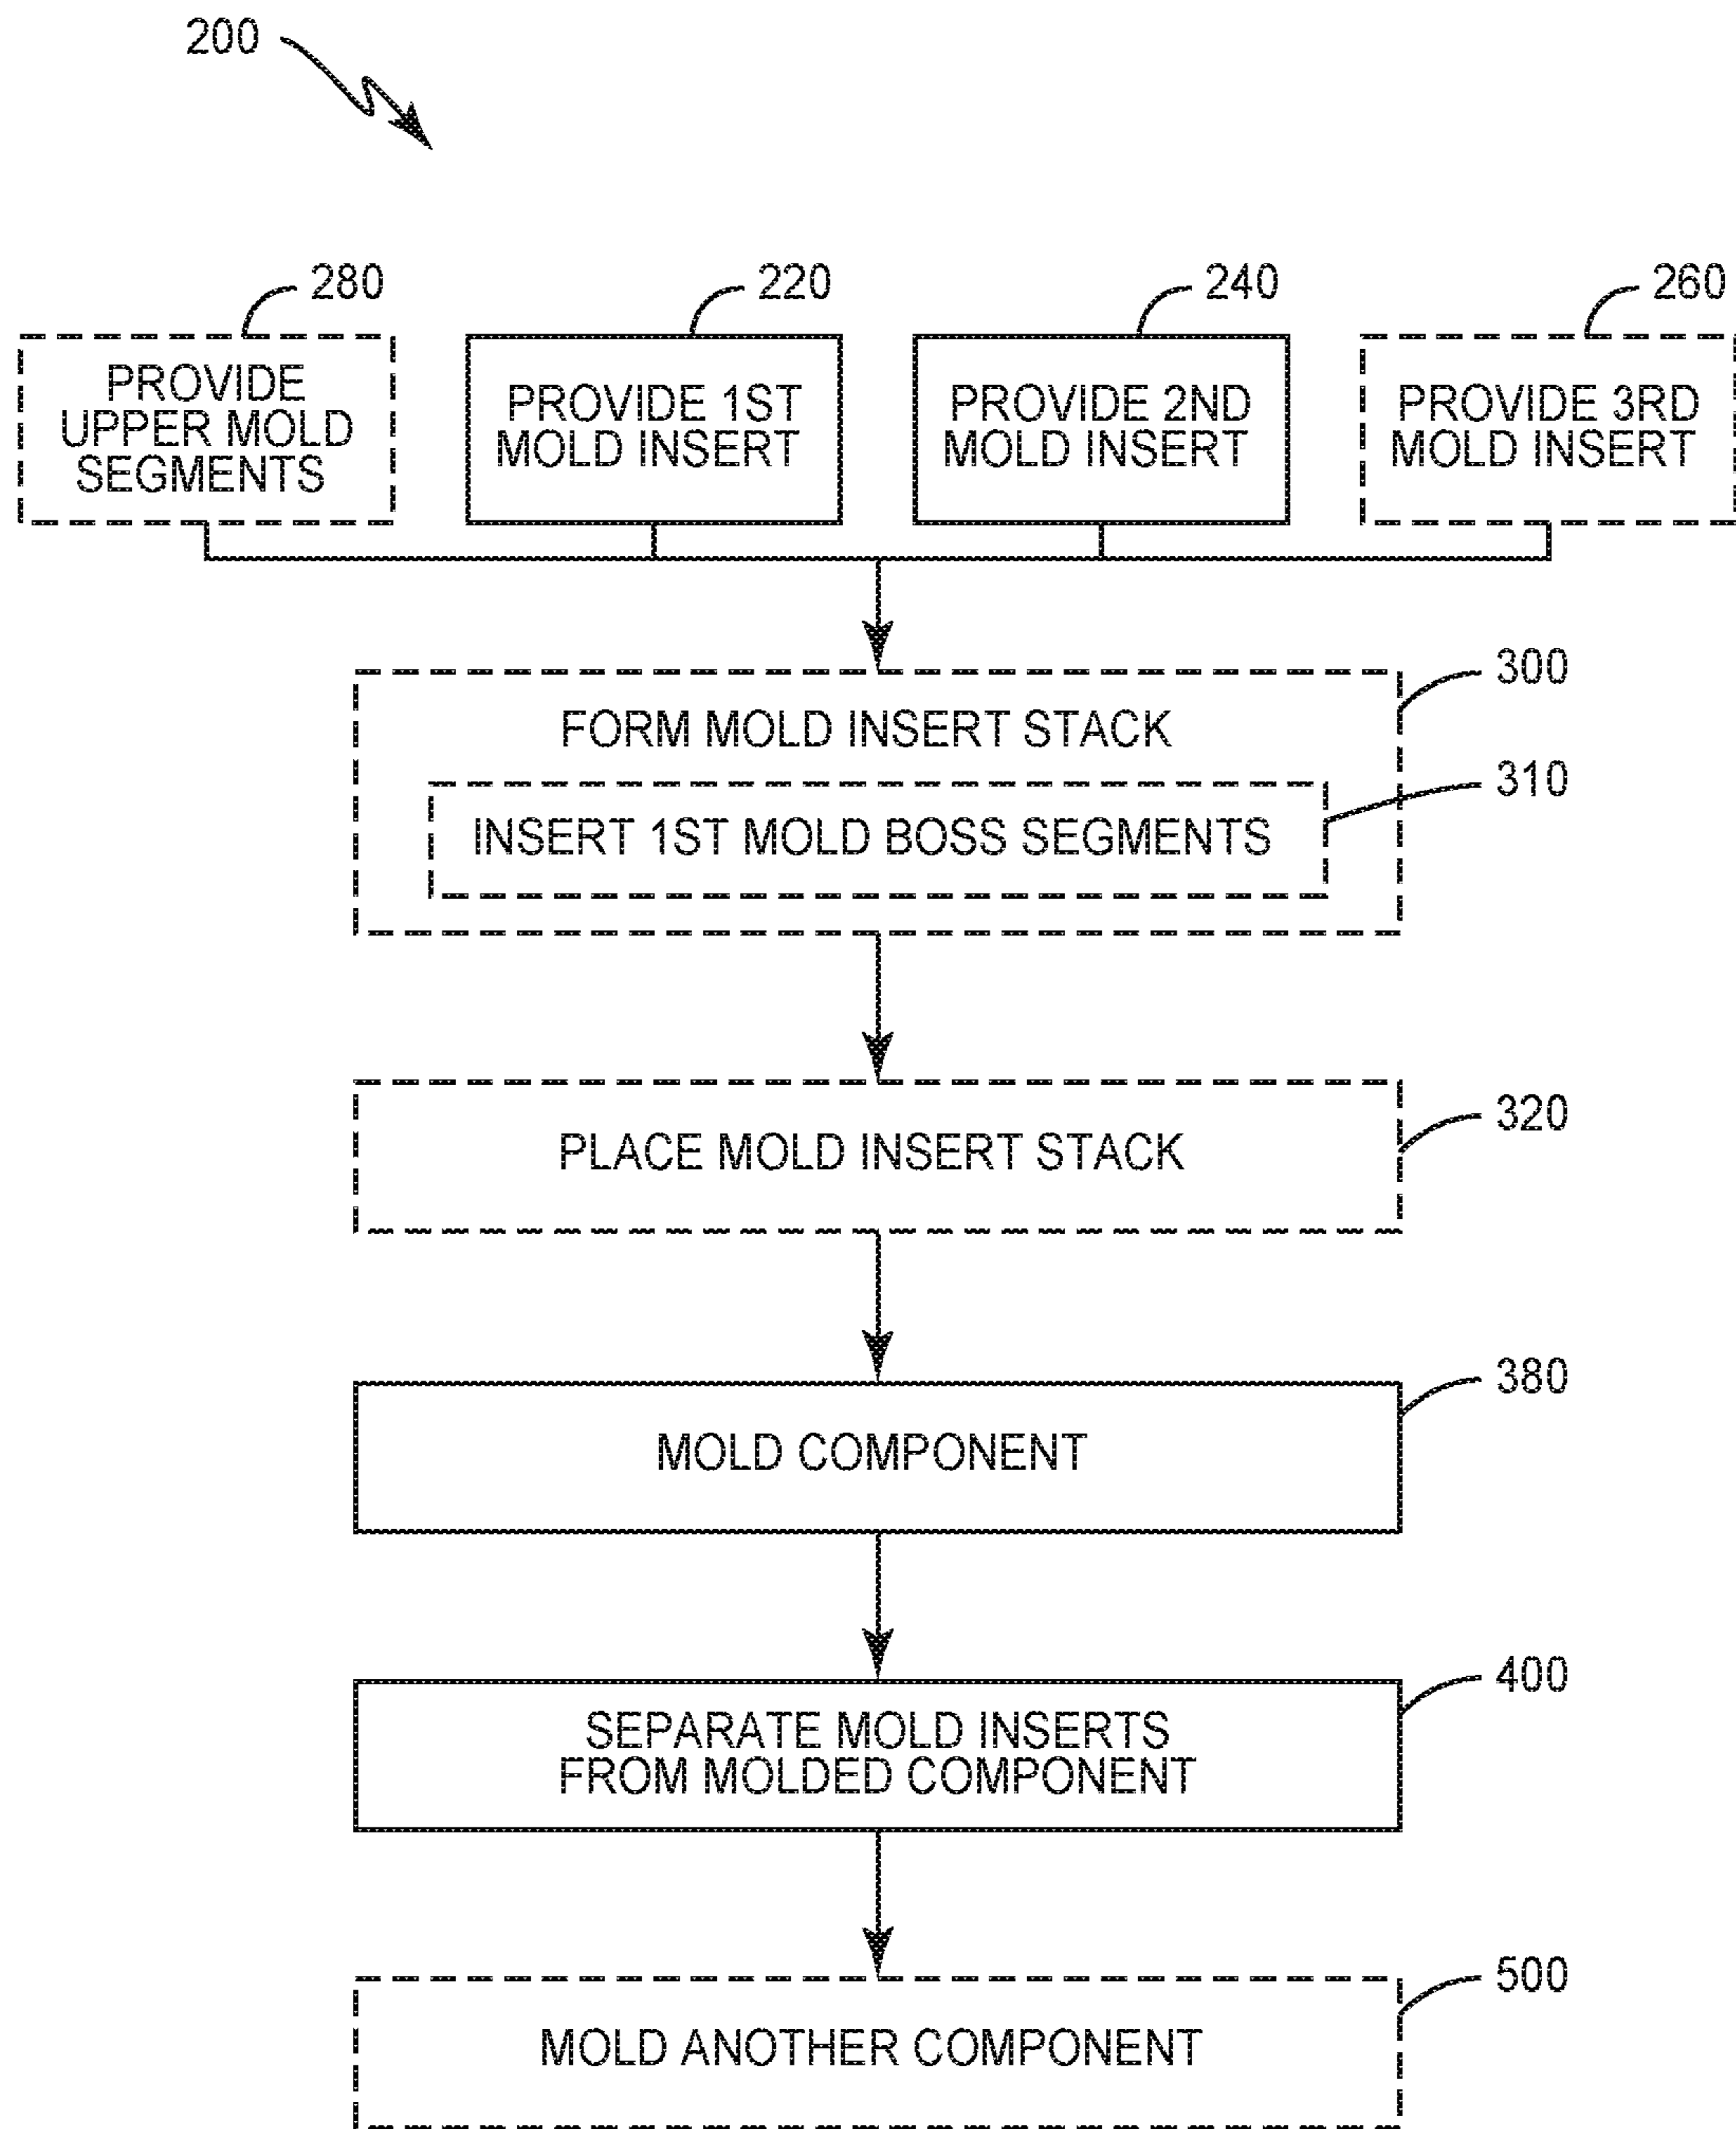 200
280
220
240
260
PROVIDE
UPPER MOLD
SEGMENTS
PROVIDE 1ST
MOLD INSERT
PROVIDE 2ND
MOLD INSERT
PROVIDE 3RD
MOLD INSERT
300
FORM MOLD INSERT STACK
310
INSERT 1ST MOLD BOSS SEGMENTS
320
PLACE MOLD INSERT STACK
380
MOLD COMPONENT
400
SEPARATE MOLD INSERTS
FROM MOLDED COMPONENT
500
MOLD ANOTHER COMPONENT